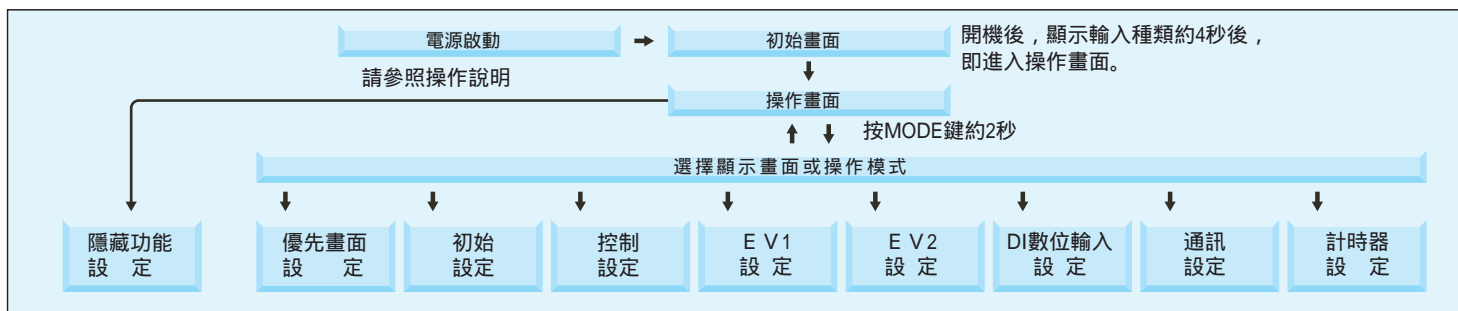 電源啟動
初始畫面
開機後，顯示輸入種類約4秒後，
即進入操作畫面。
請參照操作說明
操作畫面
按MODE鍵約2秒
選擇顯示畫面或操作模式
隱藏功能
設 定
優先畫面
設 定
初始
設定
控制
設定
E V1
設 定
E V2
設 定
DI數位輸入
設 定
通訊
設定
計時器
設 定